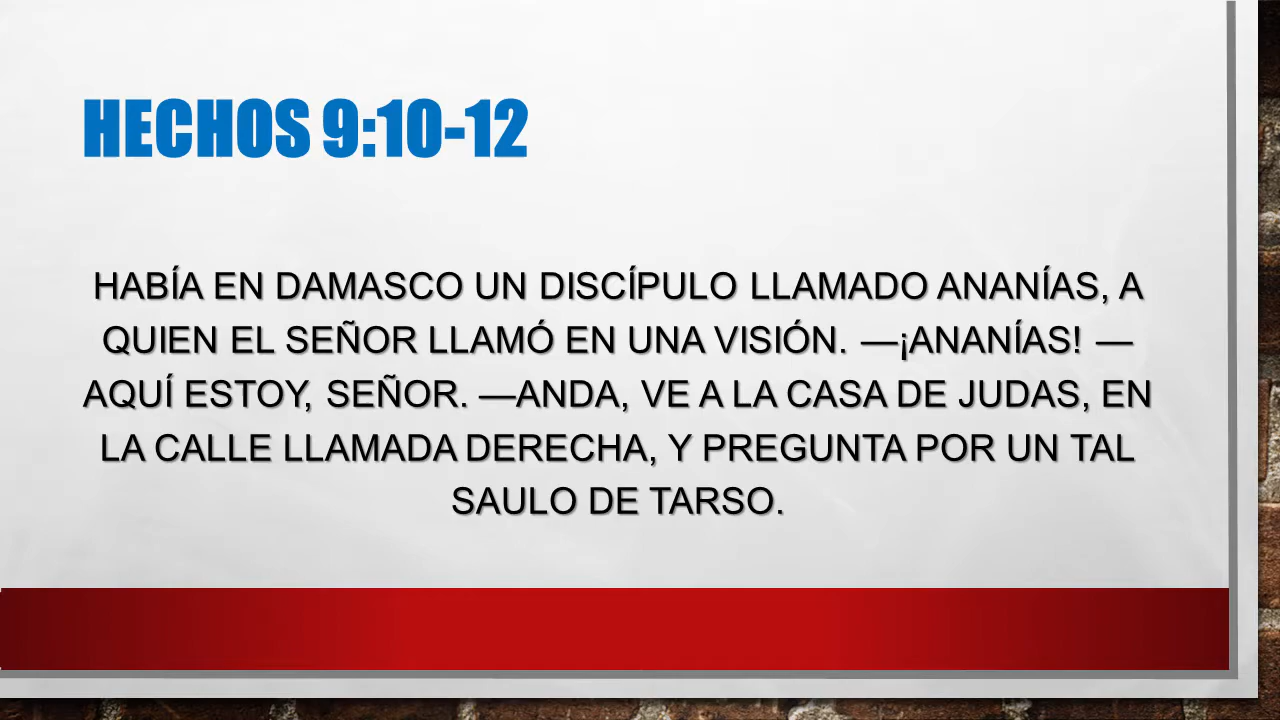 HECHOS 9:10-12
HABÍA EN DAMASCO UN DISCÍPULO LLAMADO ANANÍAS, A
QUIEN EL SEÑOR LLAMÓ EN UNA VISIÓN. —¡ANANÍAS! —
AQUÍ ESTOY, SEÑOR. —ANDA, VE A LA CASA DE JUDAS, EN
LA CALLE LLAMADA DERECHA, Y PREGUNTA POR UN TAL
SAULO DE TARSO.